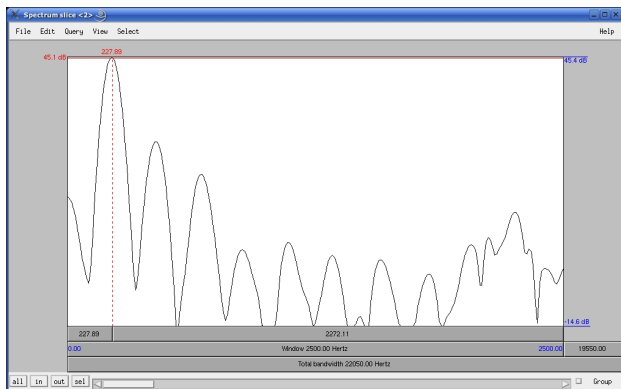 Spectrum slice <2>
File Edit Query View Select Help
227.89
45.1 dB
45.4 dB
-14.6 dB
227.89 2272.11
0.00 Window 2500.00 Hertz 2500.00 19550.00
Total bandwidth 22050.00 Hertz
all in out sel Group